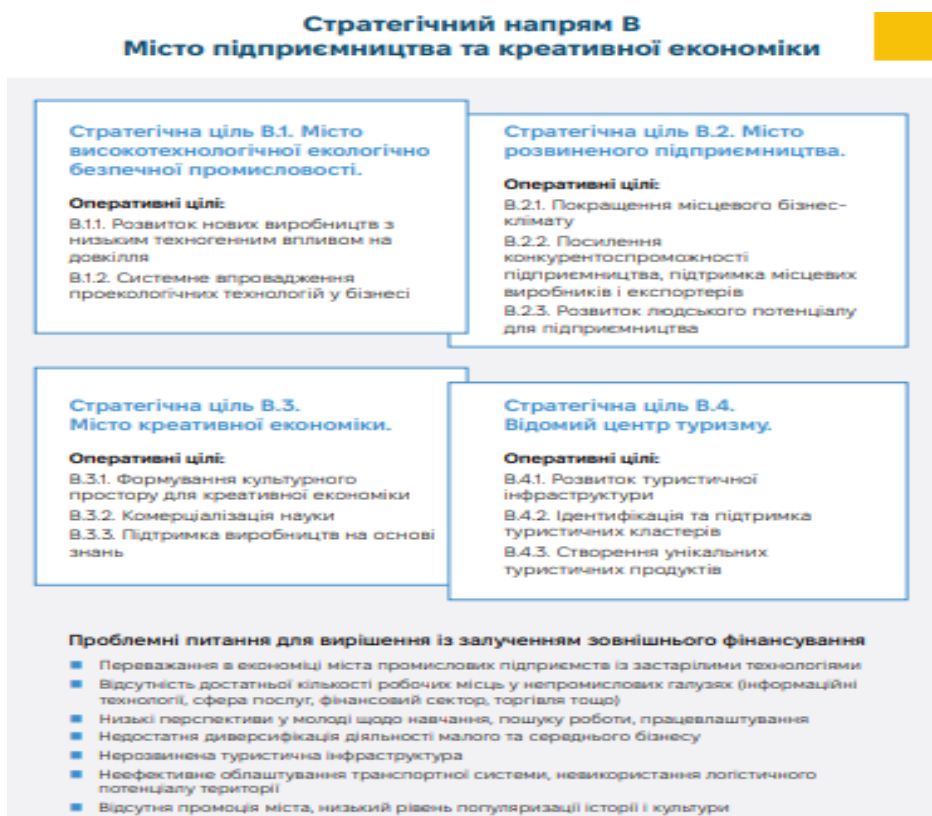 Стратегічний напрям В
Місто підприємництва та креативної економіки
Стратегічна ціль В.1. Місто
високотехнологічної екологічно
безпечної промисловості.
Оперативні цілі:
В.1.1. Розвиток нових виробництв з
низьким техногенним впливом на
довкілля
В.1.2. Системне впровадження
проекологічних технологій у бізнесі
Стратегічна ціль В.2. Місто
розвиненого підприємництва.
Оперативні цілі:
В.2.1. Покращення місцевого бізнес-
клімату
В.2.2. Посилення
конкурентоспроможності
підприємництва, підтримка місцевих
виробників і експортерів
В.2.3. Розвиток людського потенціалу
для підприємництва
Стратегічна ціль В.3.
Місто креативної економіки.
Оперативні цілі:
В.3.1. Формування культурного
простору для креативної економіки
В.3.2. Комерціалізація науки
В.3.3. Підтримка виробництв на основі
знань
Стратегічна ціль В.4.
Відомий центр туризму.
Оперативні цілі:
В.4.1. Розвиток туристичної
інфраструктури
В.4.2. Ідентифікація та підтримка
туристичних кластерів
В.4.3. Створення унікальних
туристичних продуктів
Проблемні питання для вирішення із залученням зовнішнього фінансування
Переважання в економіці міста промислових підприємств із застарілими технологіями
Відсутність достатньої кількості робочих місць у непромислових галузях (інформаційні
технології, сфера послуг, фінансовий сектор, торгівля тощо)
Низькі перспективи у молоді щодо навчання, пошуку роботи, працевлаштування
Недостатня диверсифікація діяльності малого та середнього бізнесу
Нерозвинена туристична інфраструктура
Неефективне облаштування транспортної системи, невикористання логістичного
потенціалу території
Відсутня промоція міста, низький рівень популяризації історії і культури